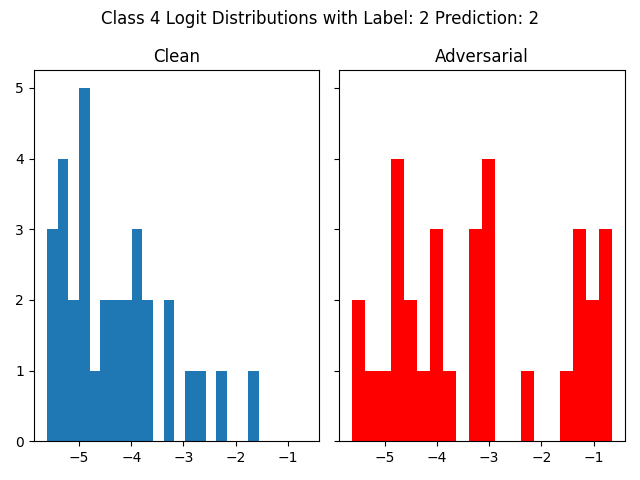 Class 4 Logit Distributions with Label: 2 Prediction: 2
Clean
Adversarial
5
4
3
2
1
0
−5 −4 −3 −2 −1
−5 −4 −3 −2 −1